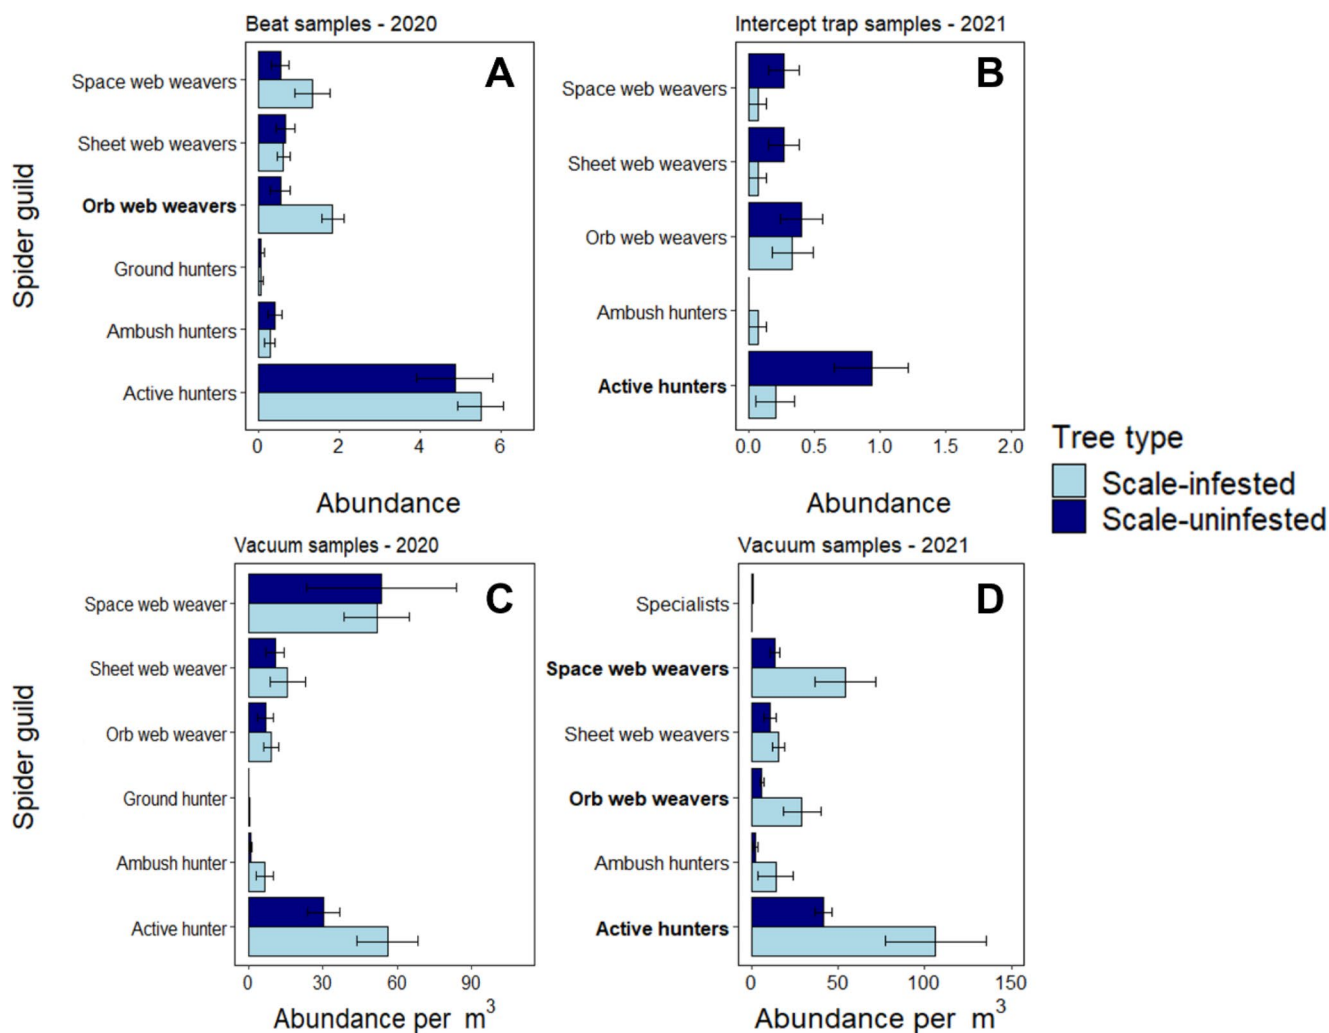 Beat samples - 2020
A
Space web weavers
Sheet web weavers
Orb web weavers
Ground hunters
Ambush hunters
Active hunters
Spider guild
0 2 4 6
Abundance
Intercept trap samples - 2021
B
Space web weavers
Sheet web weavers
Orb web weavers
Ambush hunters
Active hunters
0.0 0.5 1.0 1.5 2.0
Abundance
Tree type
Scale-infested
Scale-uninfested
Vacuum samples - 2020
C
Space web weaver
Sheet web weaver
Orb web weaver
Ground hunter
Ambush hunter
Active hunter
Spider guild
0 30 60 90
Abundance per m³
Vacuum samples - 2021
D
Specialists
Space web weavers
Sheet web weavers
Orb web weavers
Ambush hunters
Active hunters
0 50 100 150
Abundance per m³